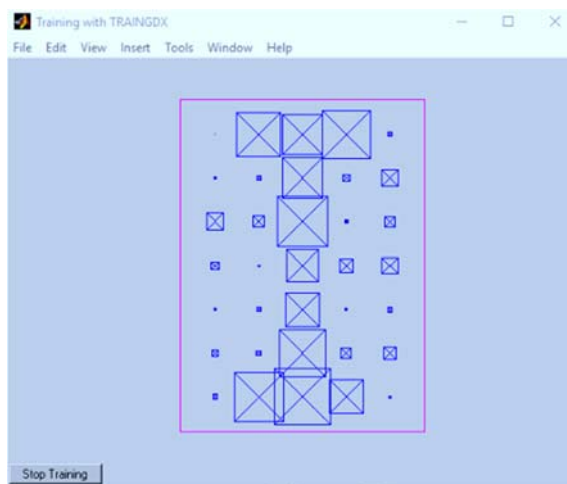 Training with TRAINGDX
File Edit View Insert Tools Window Help
Stop Training